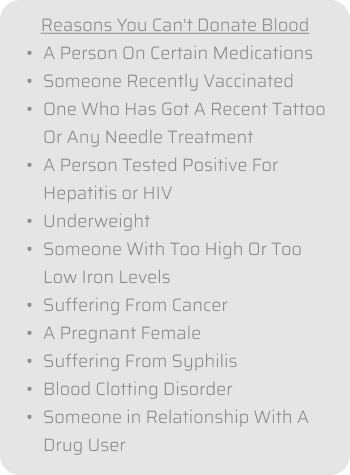 Reasons You Can't Donate Blood
• A Person On Certain Medications
• Someone Recently Vaccinated
• One Who Has Got A Recent Tattoo
Or Any Needle Treatment
• A Person Tested Positive For
Hepatitis or HIV
• Underweight
• Someone With Too High Or Too
Low Iron Levels
• Suffering From Cancer
• A Pregnant Female
• Suffering From Syphilis
• Blood Clotting Disorder
• Someone in Relationship With A
Drug User